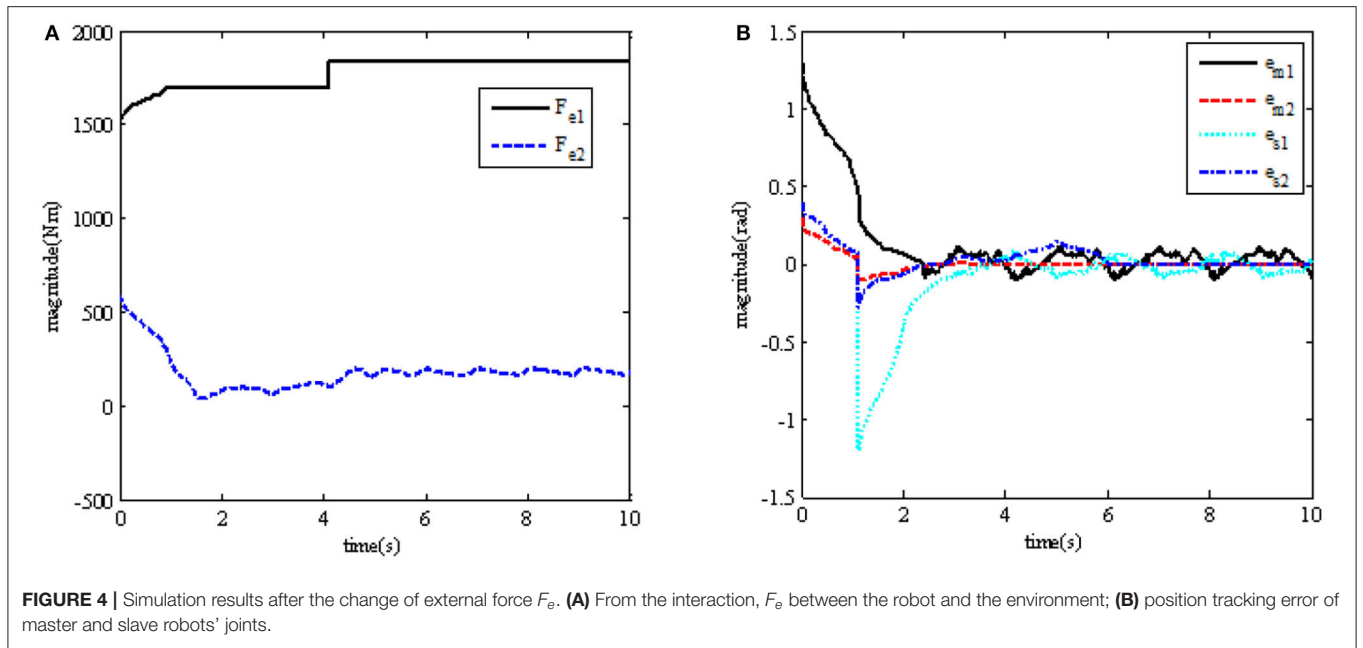 A
2000
1500
1000
500
0
-500
magnitude(Nm)
F_e1
F_e2
0 2 4 6 8 10
time(s)
B
1.5
1
0.5
0
-0.5
-1
-1.5
magnitude(rad)
e_m1
e_m2
e_s1
e_s2
0 2 4 6 8 10
time(s)
FIGURE 4 | Simulation results after the change of external force F_e. (A) From the interaction, F_e between the robot and the environment; (B) position tracking error of
master and slave robots' joints.